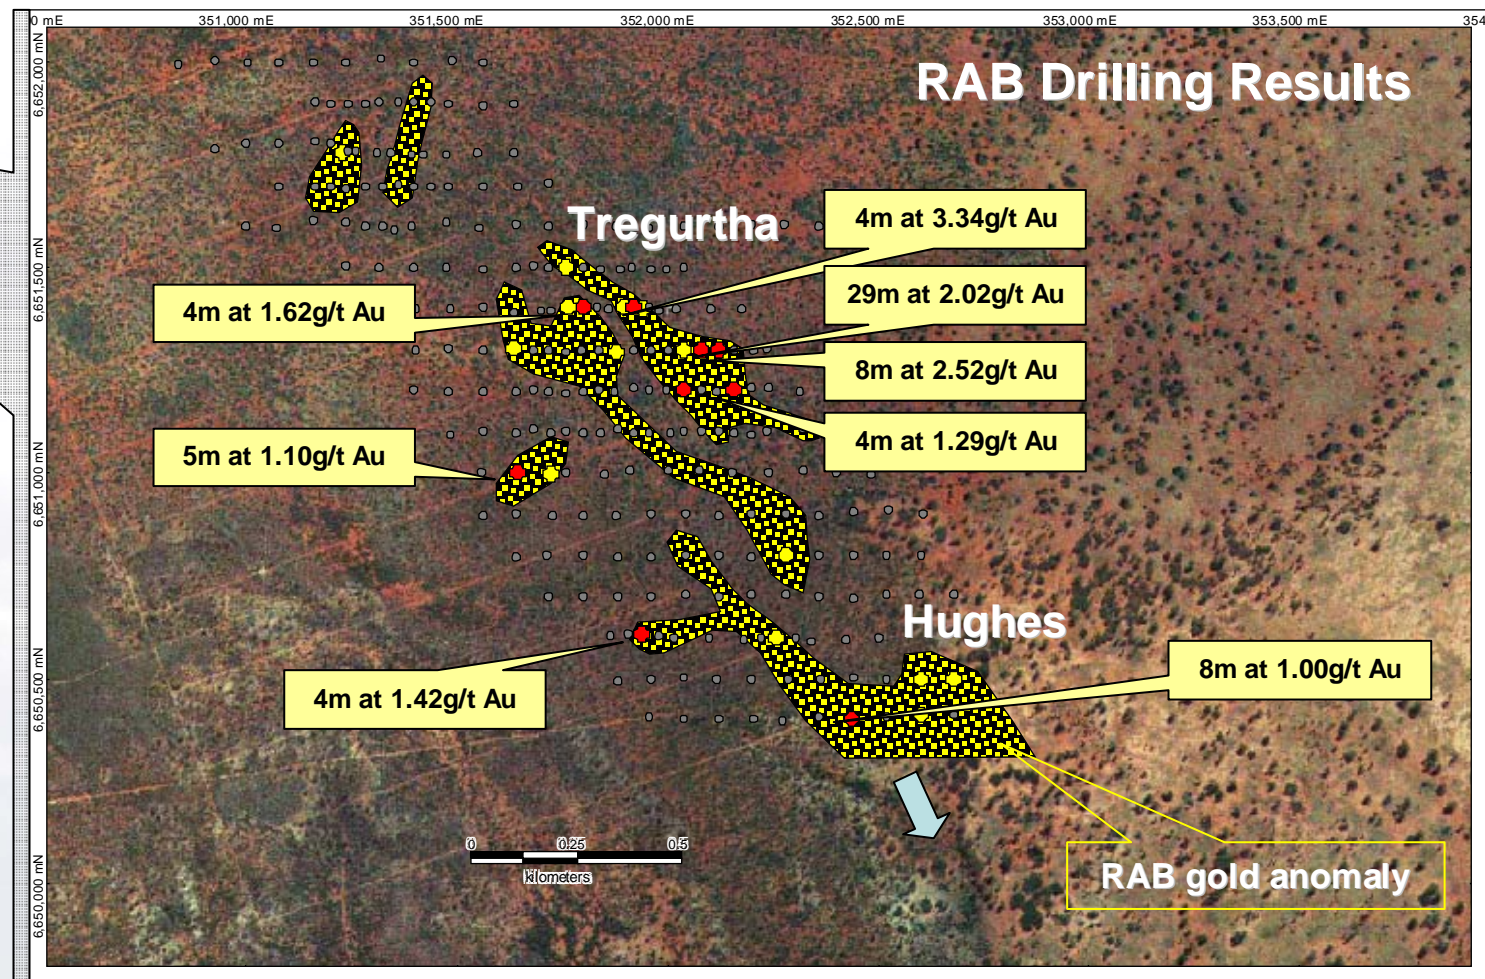 0 mE 351,000 mE 351,500 mE 352,000 mE 352,500 mE 353,000 mE 353,500 mE 354
6,652,000 mN
RAB Drilling Results
Tregurtha
4m at 3.34g/t Au
6,651,500 mN
29m at 2.02g/t Au
4m at 1.62g/t Au
8m at 2.52g/t Au
4m at 1.29g/t Au
5m at 1.10g/t Au
6,651,000 mN
Hughes
8m at 1.00g/t Au
6,650,500 mN
4m at 1.42g/t Au
0 0.25 0.5
kilometers
RAB gold anomaly
6,650,000 mN